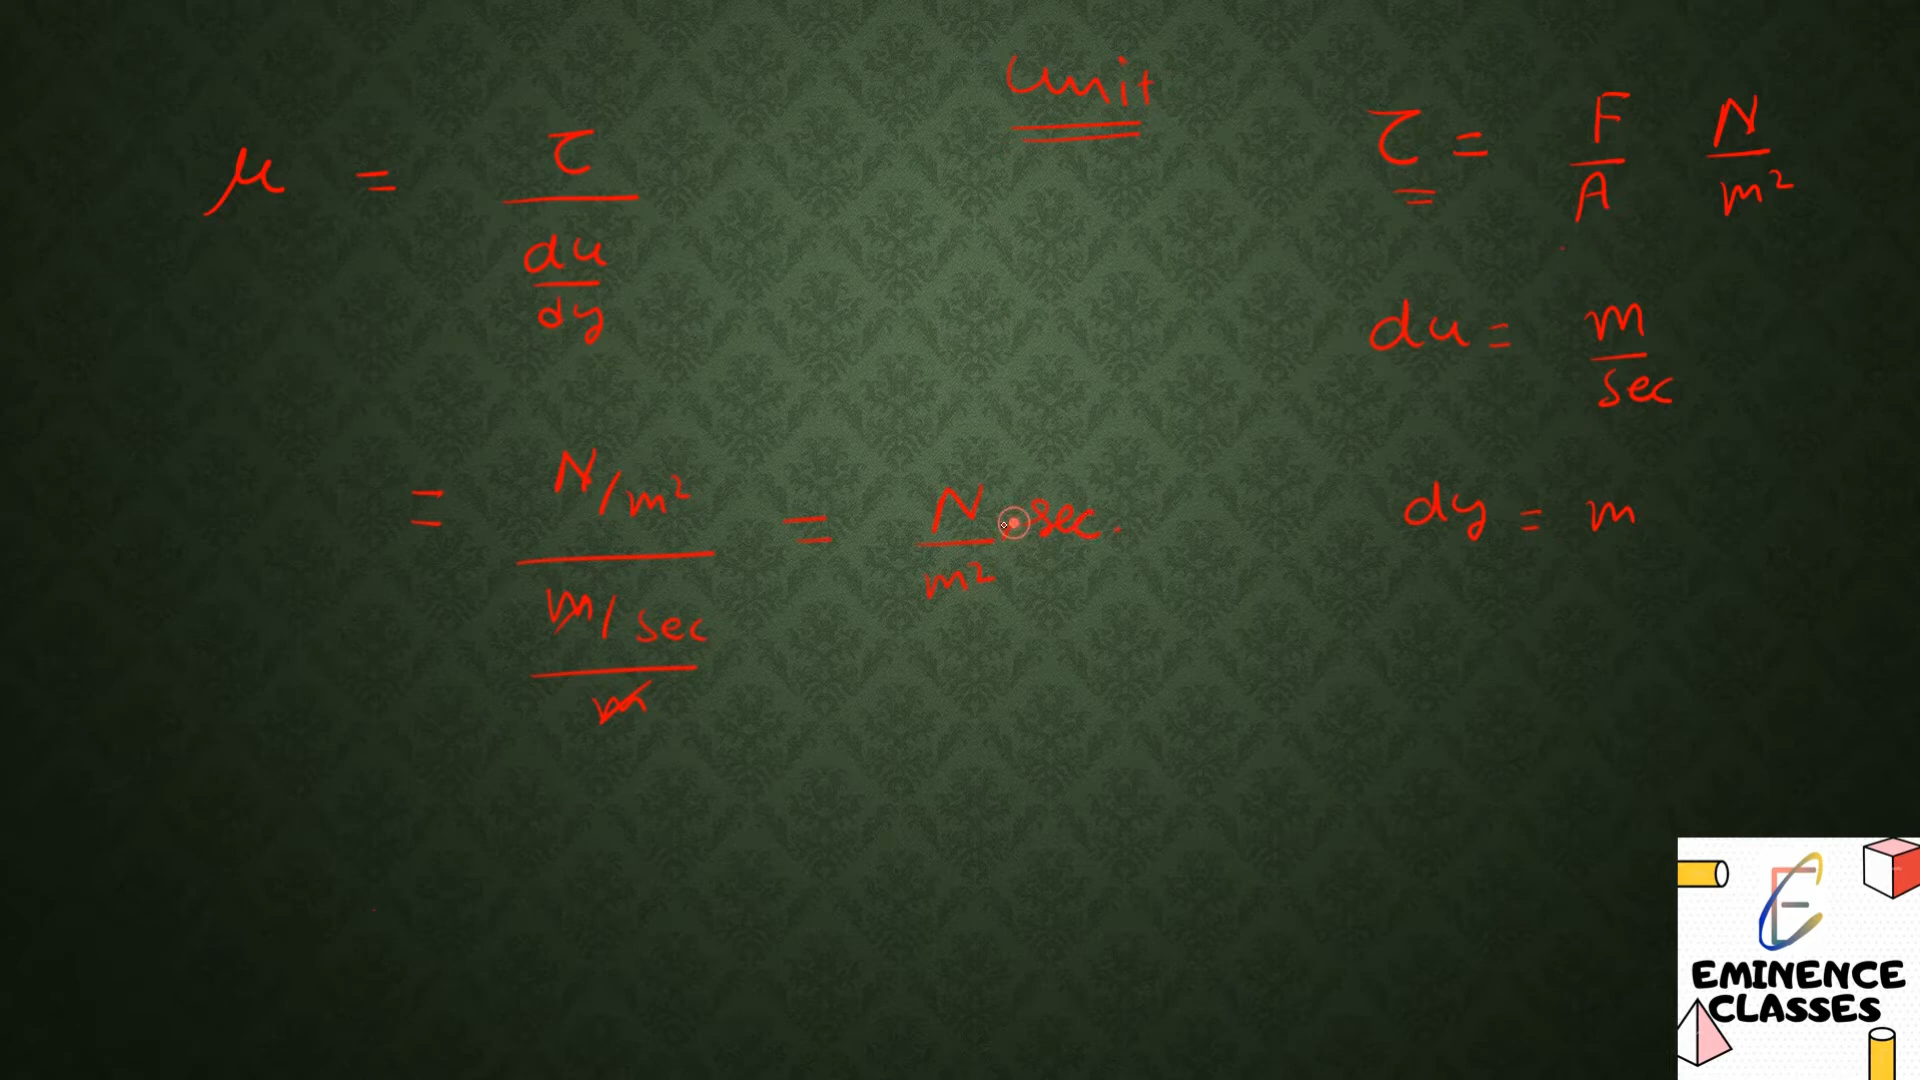 unit
μ = τ / du/dy
τ = F/A N/m²
du = m/sec
= N/m² / m/sec / m = N/m² . sec.
dy = m
EMINENCE
CLASSES